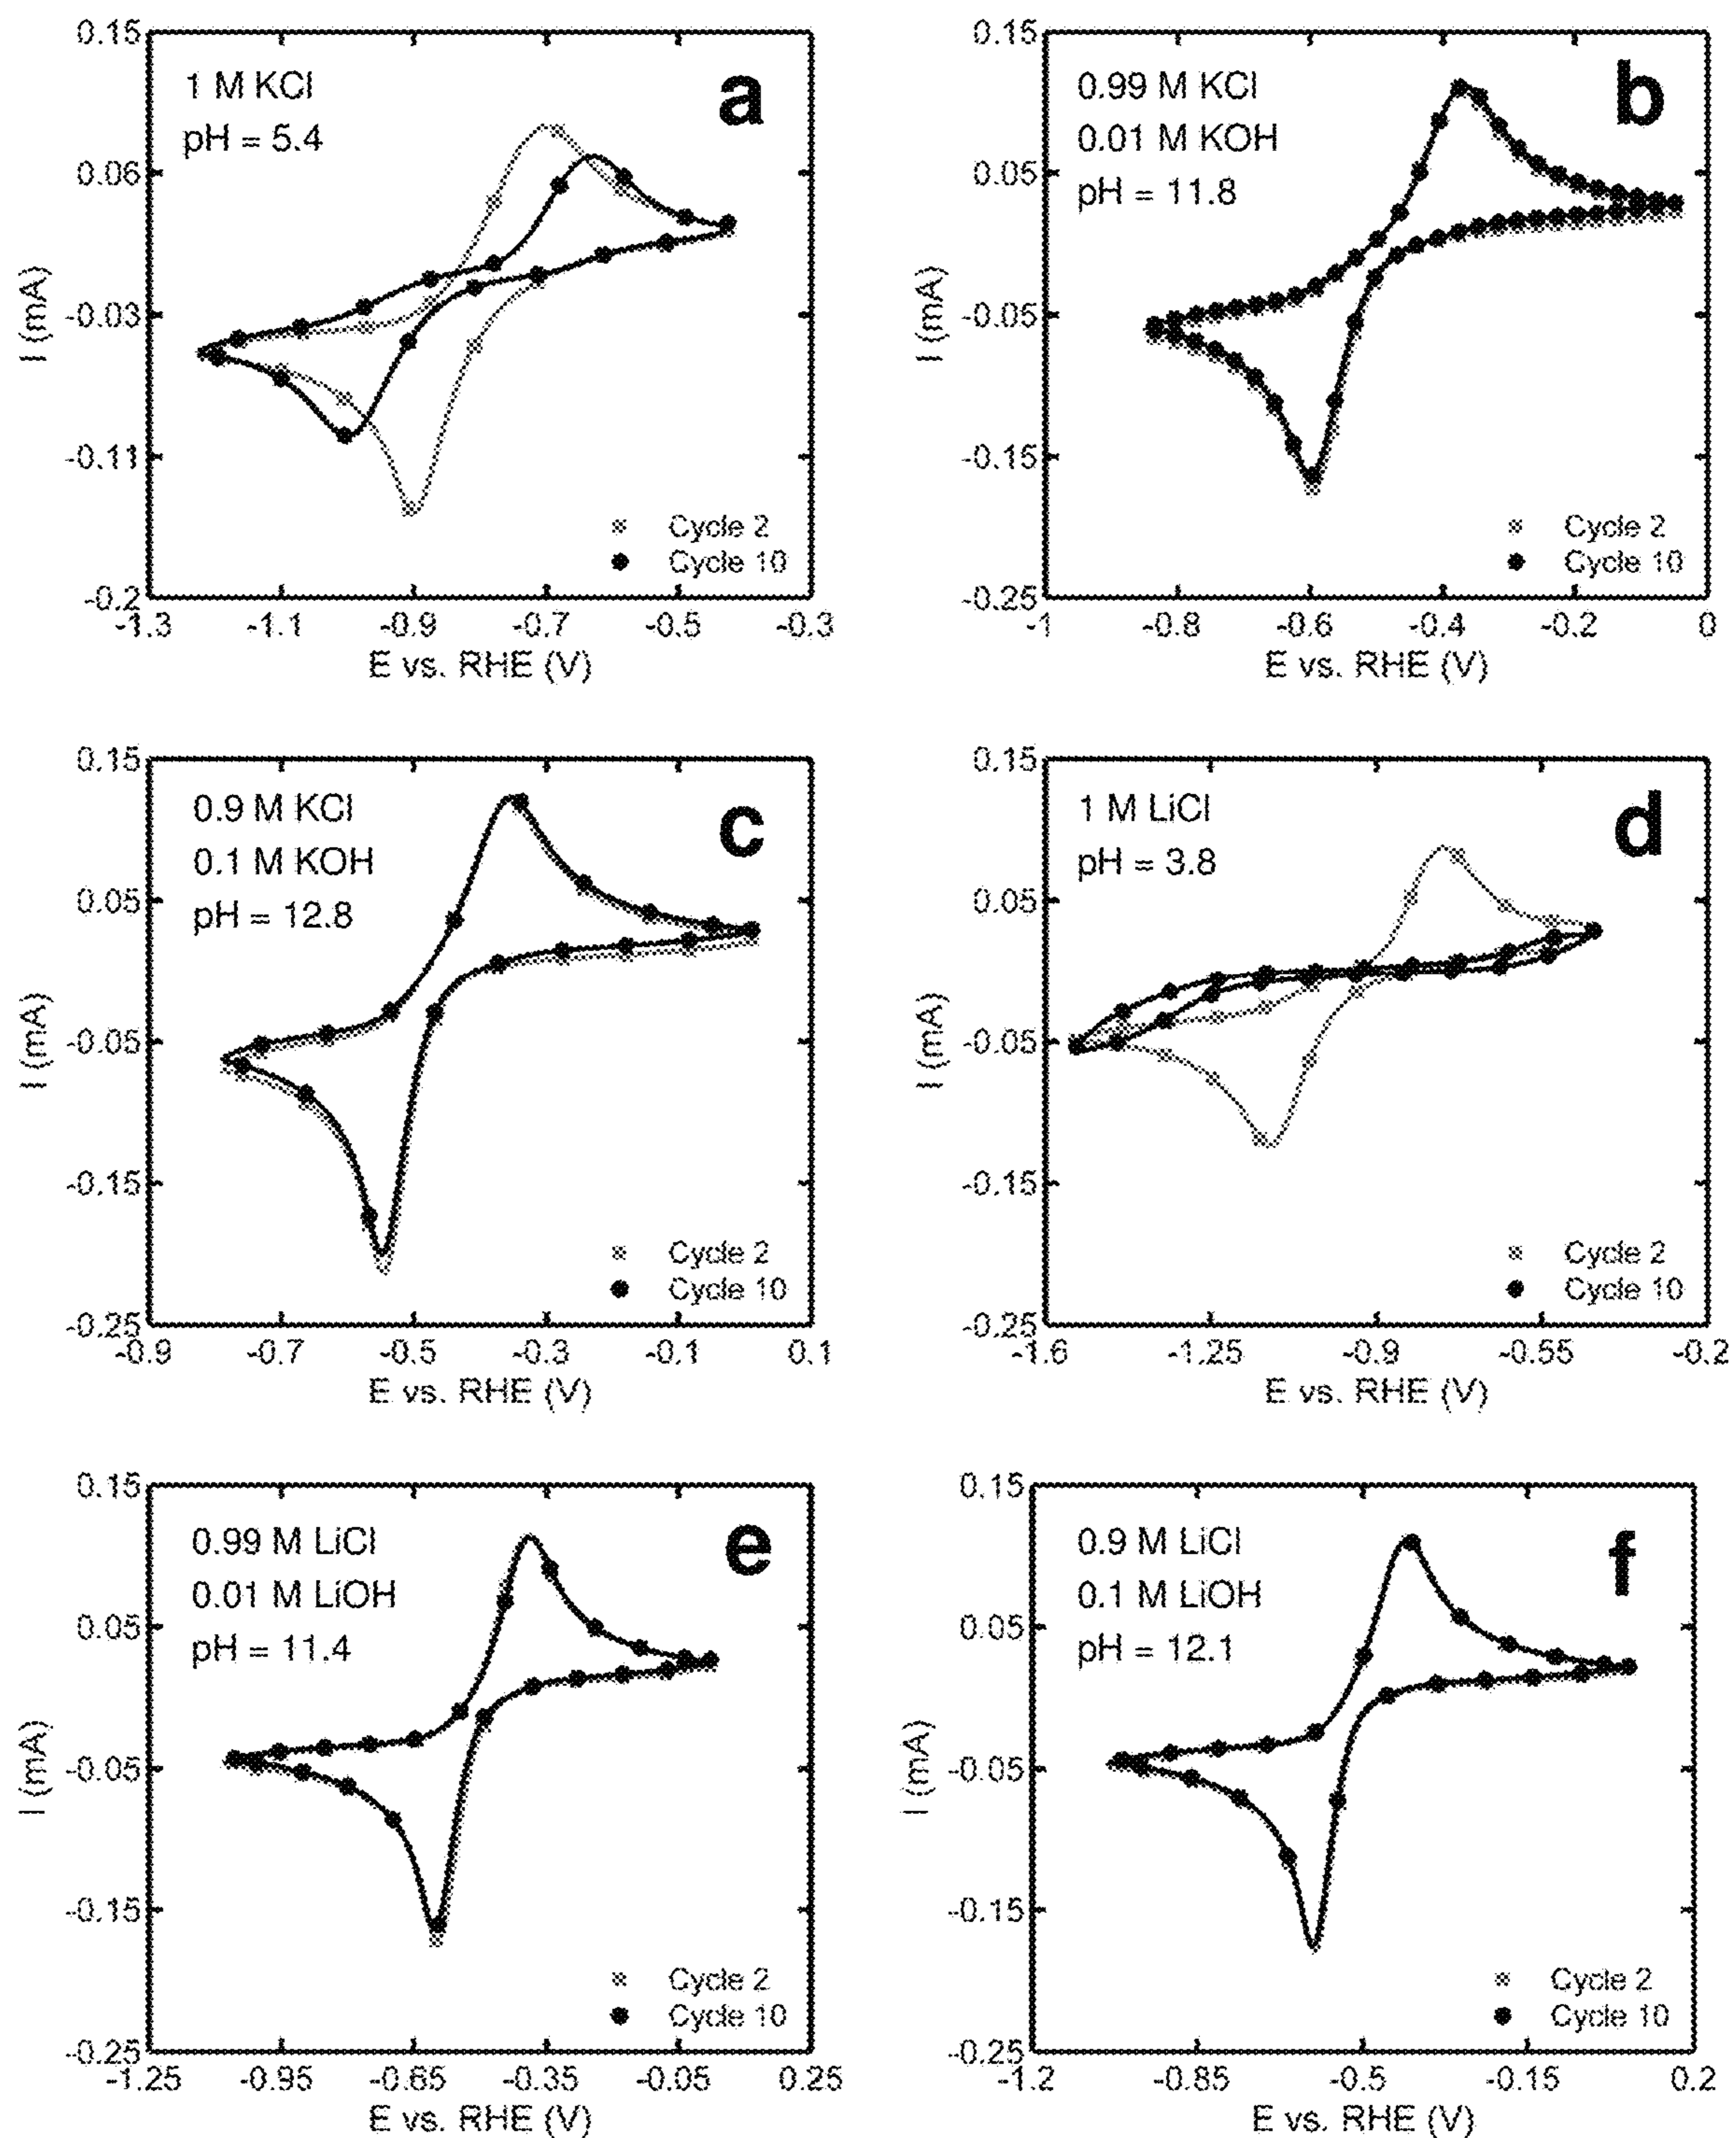 a
1 M KCl
pH = 5.4
0.15
0.06
-0.03
-0.11
-0.2
I (mA)
Cycle 2
Cycle 10
-1.3 -1.1 -0.9 -0.7 -0.5 -0.3
E vs. RHE (V)
b
0.99 M KCl
0.01 M KOH
pH = 11.8
0.15
0.05
-0.05
-0.15
-0.25
I (mA)
Cycle 2
Cycle 10
-1 -0.8 -0.6 -0.4 -0.2 0
E vs. RHE (V)
c
0.9 M KCl
0.1 M KOH
pH = 12.8
0.15
0.05
-0.05
-0.15
-0.25
I (mA)
Cycle 2
Cycle 10
-0.9 -0.7 -0.5 -0.3 -0.1 0.1
E vs. RHE (V)
d
1 M LiCl
pH = 3.8
0.15
0.05
-0.05
-0.15
-0.25
I (mA)
Cycle 2
Cycle 10
-1.6 -1.25 -0.9 -0.55 -0.2
E vs. RHE (V)
e
0.99 M LiCl
0.01 M LiOH
pH = 11.4
0.15
0.05
-0.05
-0.15
-0.25
I (mA)
Cycle 2
Cycle 10
-1.25 -0.95 -0.65 -0.35 -0.05 0.25
E vs. RHE (V)
f
0.9 M LiCl
0.1 M LiOH
pH = 12.1
0.15
0.05
-0.05
-0.15
-0.25
I (mA)
Cycle 2
Cycle 10
-1.2 -0.85 -0.5 -0.15 0.2
E vs. RHE (V)